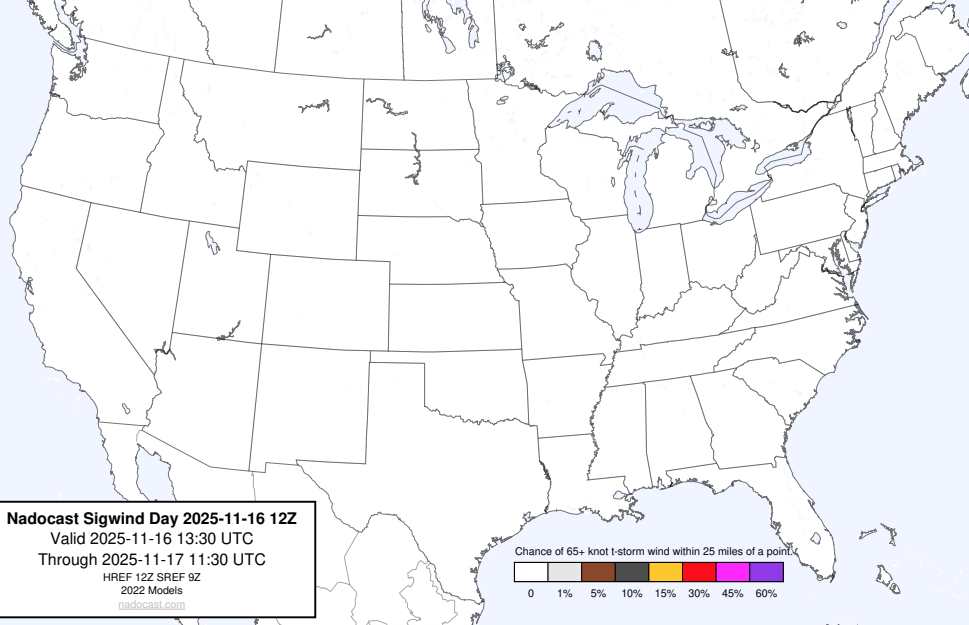 Nadocast Sigwind Day 2025-11-16 12Z
Valid 2025-11-16 13:30 UTC
Through 2025-11-17 11:30 UTC
HREF 12Z SREF 9Z
2022 Models
nadocast.com
Chance of 65+ knot t-storm wind within 25 miles of a point.
0 1% 5% 10% 15% 30% 45% 60%